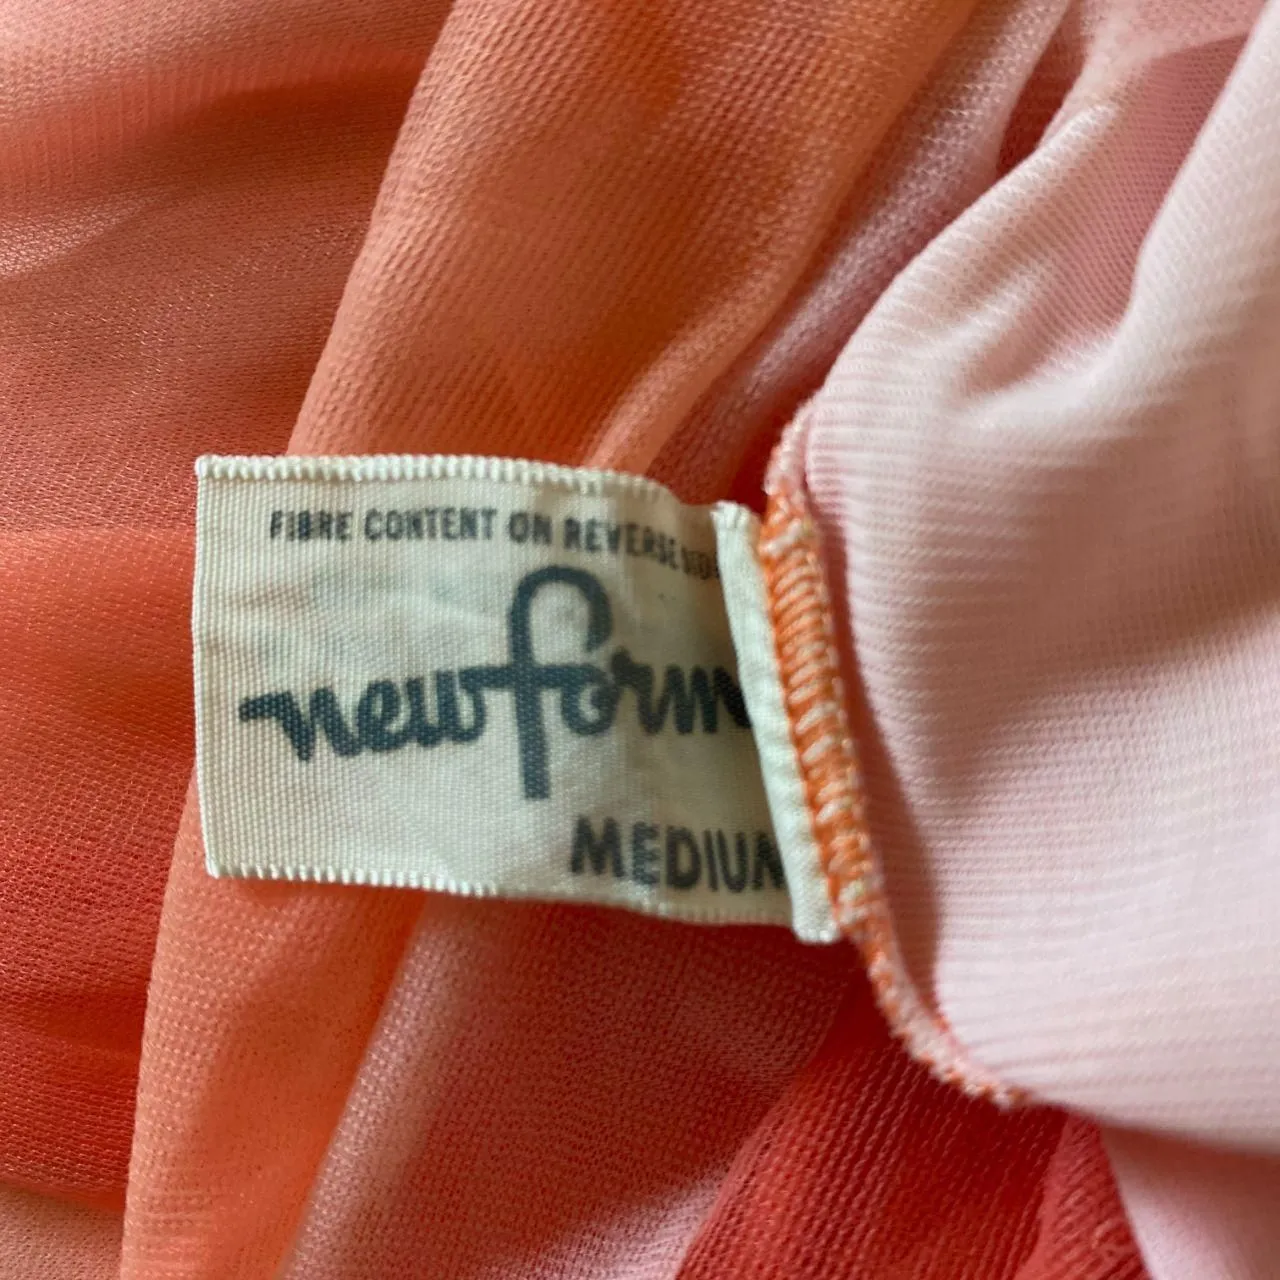 FIBRE CONTENT ON REVERSE
newform
MEDIUM